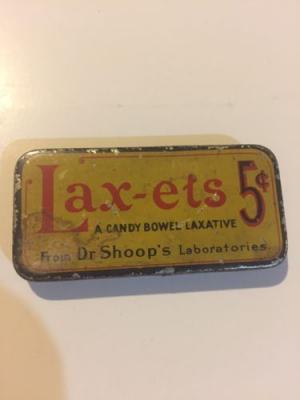 Lax-ets 5¢
A CANDY BOWEL LAXATIVE
From Dr Shoop's Laboratories.